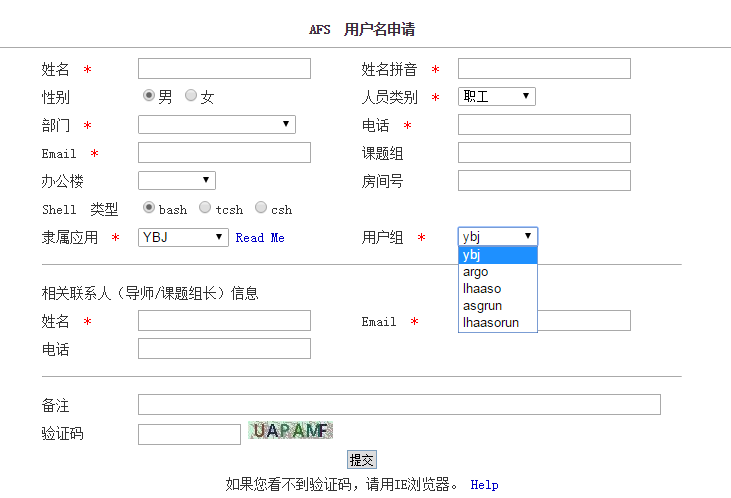 AFS 用户名申请
姓名 * 姓名拼音 *
性别 男 女 人员类别 * 职工
部门 * 电话 *
Email * 课题组
办公楼 房间号
Shell 类型 bash tcsh csh
隶属应用 * YBJ Read Me 用户组 * ybj
ybj
argo
lhaaso
asgrun
lhaasorun
相关联系人（导师/课题组长）信息
姓名 * Email *
电话
备注
验证码 UAPAMF
提交
如果您看不到验证码，请用IE浏览器。 Help